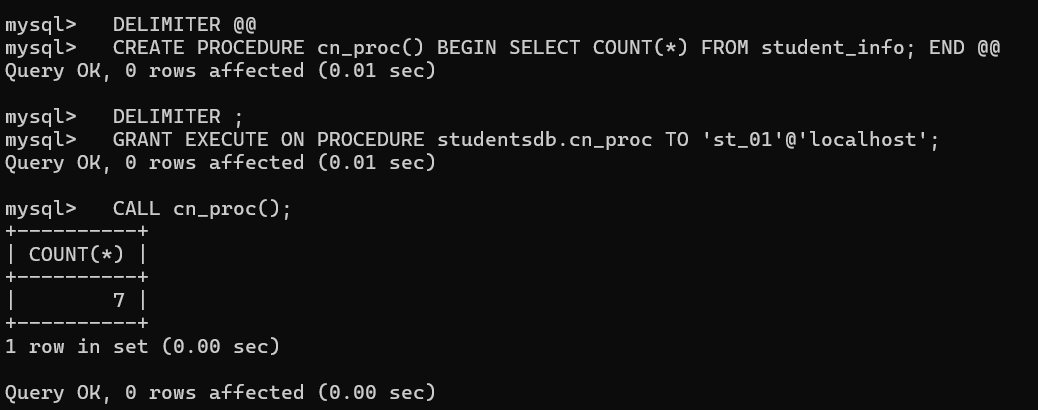 mysql>   DELIMITER @@
mysql>   CREATE PROCEDURE cn_proc() BEGIN SELECT COUNT(*) FROM student_info; END @@
Query OK, 0 rows affected (0.01 sec)

mysql>   DELIMITER ;
mysql>   GRANT EXECUTE ON PROCEDURE studentsdb.cn_proc TO 'st_01'@'localhost';
Query OK, 0 rows affected (0.01 sec)

mysql>   CALL cn_proc();
+----------+
| COUNT(*) |
+----------+
|        7 |
+----------+
1 row in set (0.00 sec)

Query OK, 0 rows affected (0.00 sec)